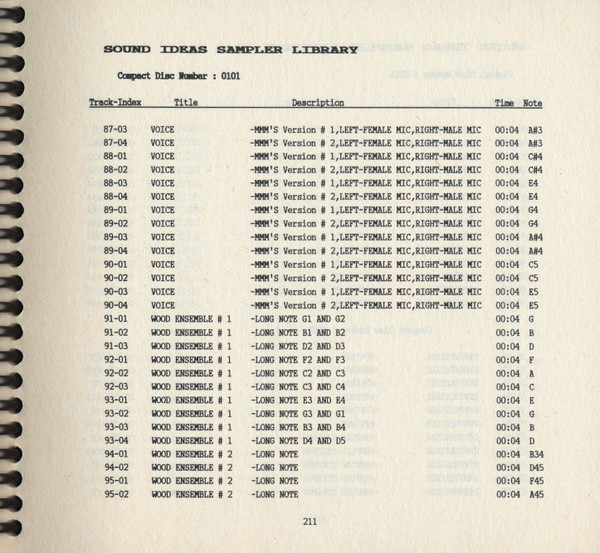 SOUND IDEAS SAMPLER LIBRARY
Compact Disc Number : 0101
Track-Index Title Description Time Note
87-03 VOICE -MMM'S Version # 1,LEFT-FEMALE MIC,RIGHT-MALE MIC 00:04 A#3
87-04 VOICE -MMM'S Version # 2,LEFT-FEMALE MIC,RIGHT-MALE MIC 00:04 A#3
88-01 VOICE -MMM'S Version # 1,LEFT-FEMALE MIC,RIGHT-MALE MIC 00:04 C#4
88-02 VOICE -MMM'S Version # 2,LEFT-FEMALE MIC,RIGHT-MALE MIC 00:04 C#4
88-03 VOICE -MMM'S Version # 1,LEFT-FEMALE MIC,RIGHT-MALE MIC 00:04 E4
88-04 VOICE -MMM'S Version # 2,LEFT-FEMALE MIC,RIGHT-MALE MIC 00:04 E4
89-01 VOICE -MMM'S Version # 1,LEFT-FEMALE MIC,RIGHT-MALE MIC 00:04 G4
89-02 VOICE -MMM'S Version # 2,LEFT-FEMALE MIC,RIGHT-MALE MIC 00:04 G4
89-03 VOICE -MMM'S Version # 1,LEFT-FEMALE MIC,RIGHT-MALE MIC 00:04 A#4
89-04 VOICE -MMM'S Version # 2,LEFT-FEMALE MIC,RIGHT-MALE MIC 00:04 A#4
90-01 VOICE -MMM'S Version # 1,LEFT-FEMALE MIC,RIGHT-MALE MIC 00:04 C5
90-02 VOICE -MMM'S Version # 2,LEFT-FEMALE MIC,RIGHT-MALE MIC 00:04 C5
90-03 VOICE -MMM'S Version # 1,LEFT-FEMALE MIC,RIGHT-MALE MIC 00:04 E5
90-04 VOICE -MMM'S Version # 2,LEFT-FEMALE MIC,RIGHT-MALE MIC 00:04 E5
91-01 WOOD ENSEMBLE # 1 -LONG NOTE G1 AND G2 00:04 G
91-02 WOOD ENSEMBLE # 1 -LONG NOTE B1 AND B2 00:04 B
91-03 WOOD ENSEMBLE # 1 -LONG NOTE D2 AND D3 00:04 D
92-01 WOOD ENSEMBLE # 1 -LONG NOTE F2 AND F3 00:04 F
92-02 WOOD ENSEMBLE # 1 -LONG NOTE C2 AND C3 00:04 A
92-03 WOOD ENSEMBLE # 1 -LONG NOTE C3 AND C4 00:04 C
93-01 WOOD ENSEMBLE # 1 -LONG NOTE E3 AND E4 00:04 E
93-02 WOOD ENSEMBLE # 1 -LONG NOTE G3 AND G1 00:04 G
93-03 WOOD ENSEMBLE # 1 -LONG NOTE B3 AND B4 00:04 B
93-04 WOOD ENSEMBLE # 1 -LONG NOTE D4 AND D5 00:04 D
94-01 WOOD ENSEMBLE # 2 -LONG NOTE 00:04 B34
94-02 WOOD ENSEMBLE # 2 -LONG NOTE 00:04 D45
95-01 WOOD ENSEMBLE # 2 -LONG NOTE 00:04 F45
95-02 WOOD ENSEMBLE # 2 -LONG NOTE 00:04 A45
211